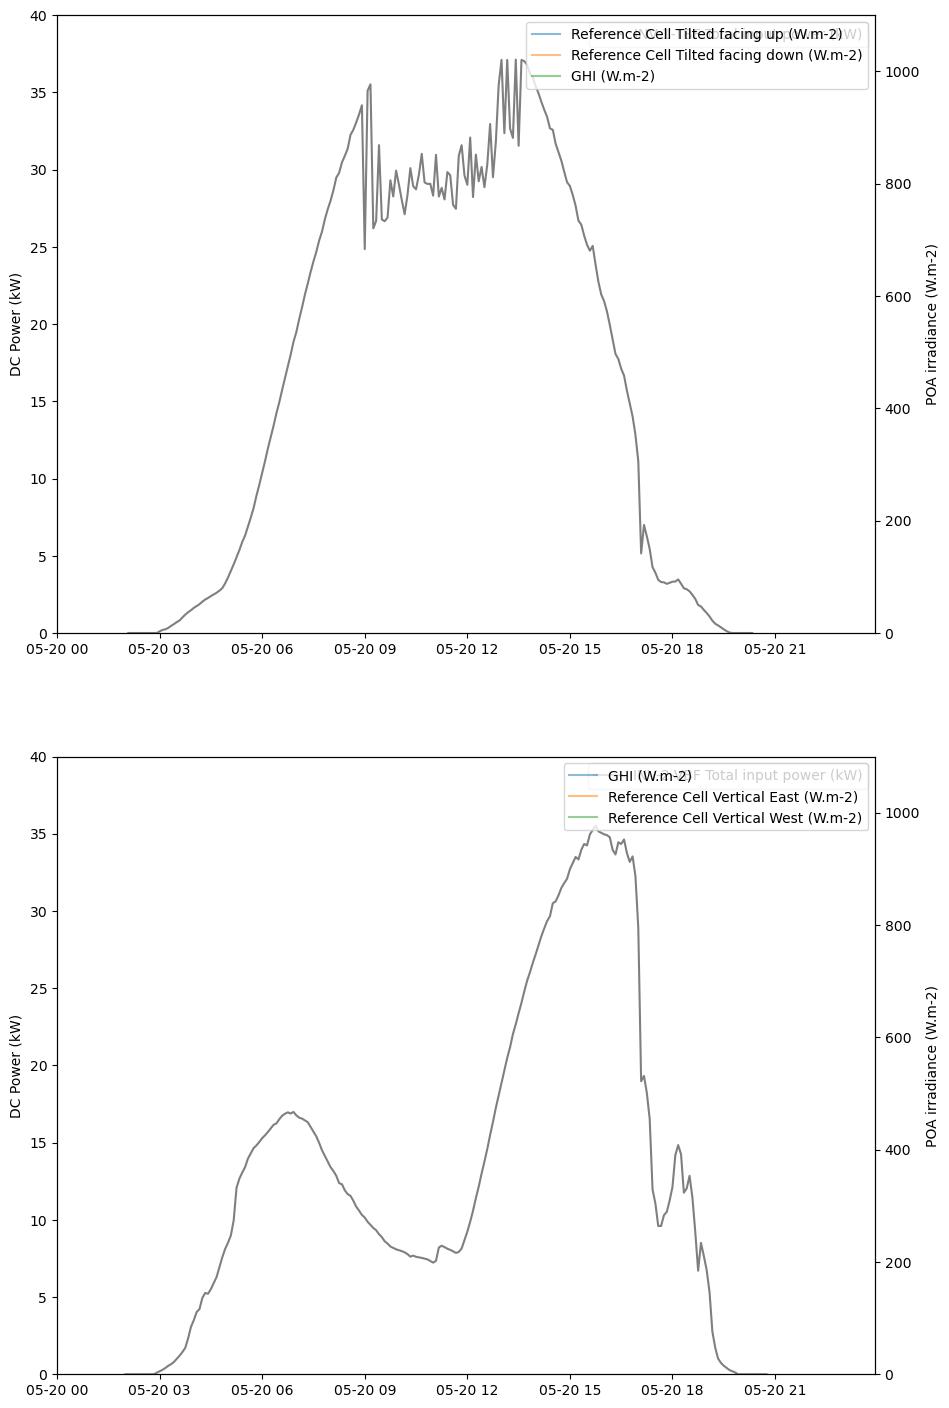 40
35
30
25
20
15
10
5
0
DC Power (kW)
Reference Cell Tilted facing up (W.m-2)
Reference Cell Tilted facing down (W.m-2)
GHI (W.m-2)
1000
800
600
400
200
0
POA irradiance (W.m-2)
05-20 00 05-20 03 05-20 06 05-20 09 05-20 12 05-20 15 05-20 18 05-20 21
40
35
30
25
20
15
10
5
0
DC Power (kW)
GHI (W.m-2) Total input power (kW)
Reference Cell Vertical East (W.m-2)
Reference Cell Vertical West (W.m-2)
1000
800
600
400
200
0
POA irradiance (W.m-2)
05-20 00 05-20 03 05-20 06 05-20 09 05-20 12 05-20 15 05-20 18 05-20 21